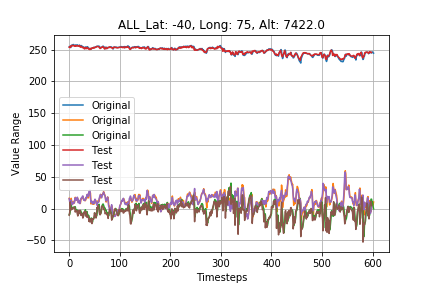 ALL_Lat: -40, Long: 75, Alt: 7422.0
250
200
150
100
50
0
−50
Value Range
Original
Original
Original
Test
Test
Test
0
100
200
300
400
500
600
Timesteps